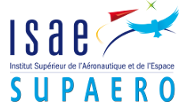 isae
Institut Supérieur de l'Aéronautique et de l'Espace
SUPAERO